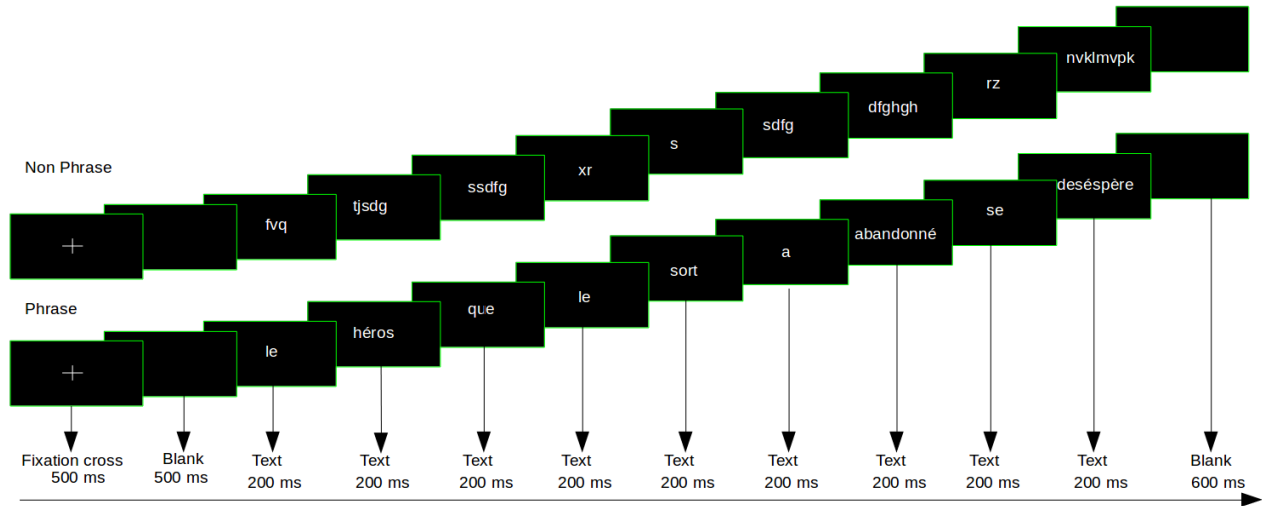 Non Phrase
fvq
tjsdg
ssdfg
xr
s
sdfg
dfghgh
rz
nvklmvpk
Phrase
le
héros
que
le
sort
a
abandonné
se
deséspère
Fixation cross
500 ms
Blank
500 ms
Text
200 ms
Text
200 ms
Text
200 ms
Text
200 ms
Text
200 ms
Text
200 ms
Text
200 ms
Text
200 ms
Text
200 ms
Blank
600 ms